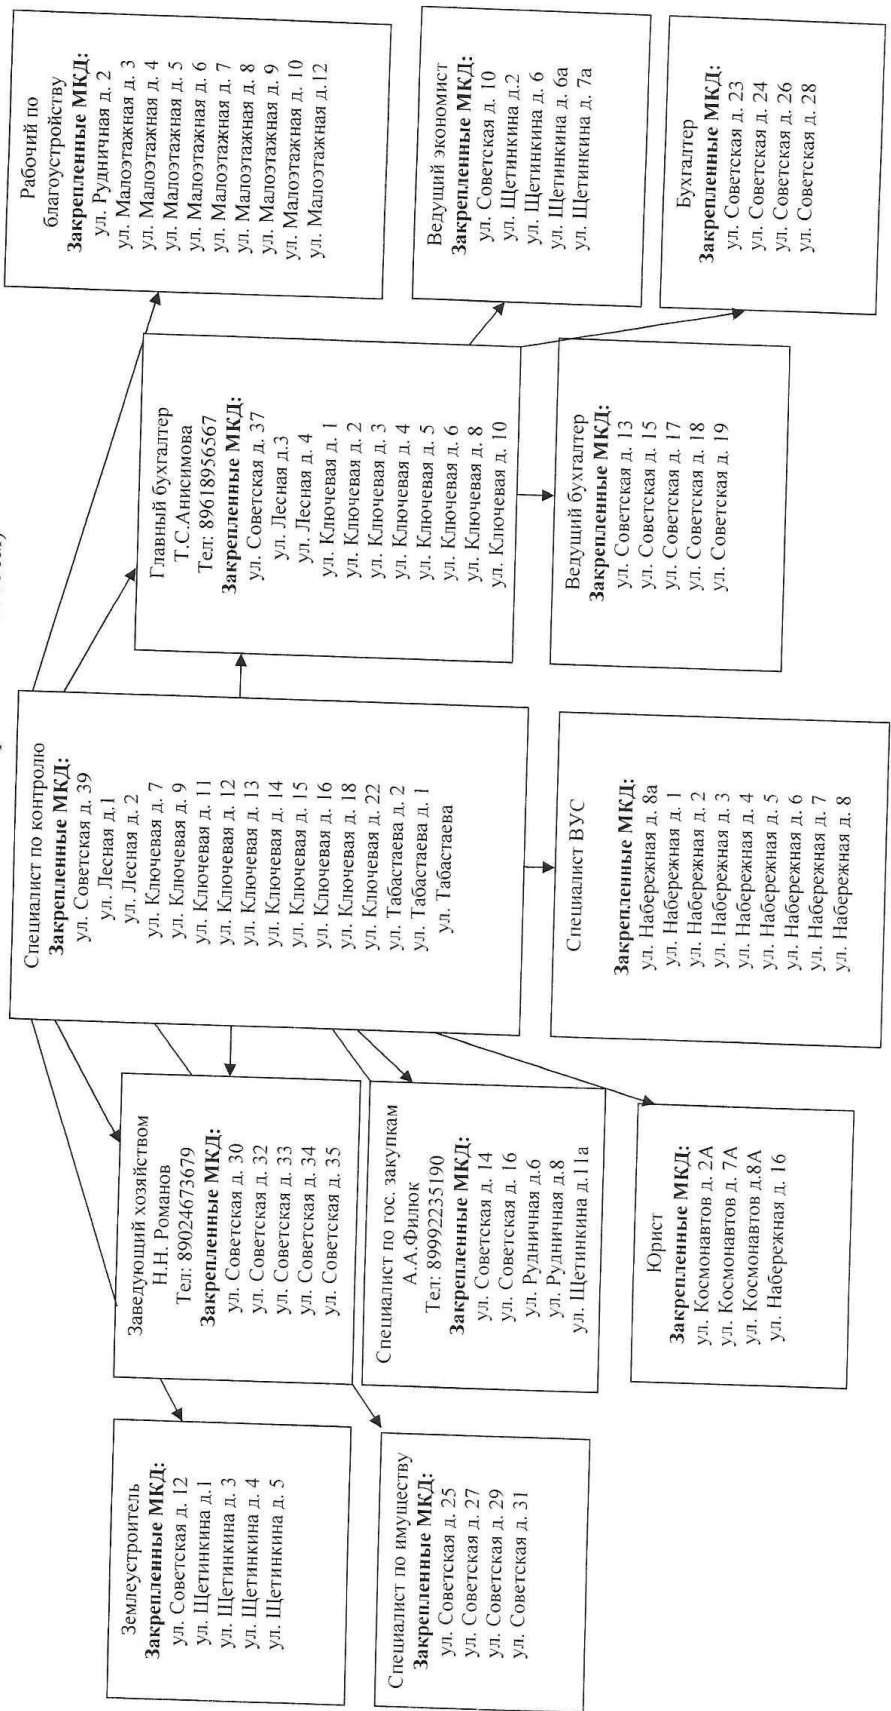 Специалист по контролю
Закрепленные МКД:
ул. Советская д. 39
ул. Лесная д.1
ул. Лесная д. 2
ул. Ключевая д. 7
ул. Ключевая д. 9
ул. Ключевая д. 11
ул. Ключевая д. 12
ул. Ключевая д. 13
ул. Ключевая д. 14
ул. Ключевая д. 15
ул. Ключевая д. 16
ул. Ключевая д. 18
ул. Ключевая д. 22
ул. Табастаева д. 2
ул. Табастаева д. 1
ул. Табастаева
Землеустроитель
Закрепленные МКД:
ул. Советская д. 12
ул. Щетинкина д.1
ул. Щетинкина д. 3
ул. Щетинкина д. 4
ул. Щетинкина д. 5
Заведующий хозяйством
Н.Н. Романов
Тел: 89024673679
Закрепленные МКД:
ул. Советская д. 30
ул. Советская д. 32
ул. Советская д. 33
ул. Советская д. 34
ул. Советская д. 35
Главный бухгалтер
Т.С.Анисимова
Тел: 89618956567
Закрепленные МКД:
ул. Советская д. 37
ул. Лесная д.3
ул. Лесная д. 4
ул. Ключевая д. 1
ул. Ключевая д. 2
ул. Ключевая д. 3
ул. Ключевая д. 4
ул. Ключевая д. 5
ул. Ключевая д. 6
ул. Ключевая д. 8
ул. Ключевая д. 10
Рабочий по
благоустройству
Закрепленные МКД:
ул. Рудничная д. 2
ул. Малоэтажная д. 3
ул. Малоэтажная д. 4
ул. Малоэтажная д. 5
ул. Малоэтажная д. 6
ул. Малоэтажная д. 7
ул. Малоэтажная д. 8
ул. Малоэтажная д. 9
ул. Малоэтажная д. 10
ул. Малоэтажная д. 12
Специалист по имуществу
Закрепленные МКД:
ул. Советская д. 25
ул. Советская д. 27
ул. Советская д. 29
ул. Советская д. 31
Специалист по гос. закупкам
А.А.Филюк
Тел: 89992235190
Закрепленные МКД:
ул. Советская д. 14
ул. Советская д. 16
ул. Рудничная д.6
ул. Рудничная д.8
ул. Щетинкина д.11а
Ведущий экономист
Закрепленные МКД:
ул. Советская д. 10
ул. Щетинкина д.2
ул. Щетинкина д. 6
ул. Щетинкина д. 6а
ул. Щетинкина д. 7а
Юрист
Закрепленные МКД:
ул. Космонавтов д. 2А
ул. Космонавтов д. 7А
ул. Космонавтов д.8А
ул. Набережная д. 16
Специалист ВУС
Закрепленные МКД:
ул. Набережная д. 8а
ул. Набережная д. 1
ул. Набережная д. 2
ул. Набережная д. 3
ул. Набережная д. 4
ул. Набережная д. 5
ул. Набережная д. 6
ул. Набережная д. 7
ул. Набережная д. 8
Ведущий бухгалтер
Закрепленные МКД:
ул. Советская д. 13
ул. Советская д. 15
ул. Советская д. 17
ул. Советская д. 18
ул. Советская д. 19
Бухгалтер
Закрепленные МКД:
ул. Советская д. 23
ул. Советская д. 24
ул. Советская д. 26
ул. Советская д. 28